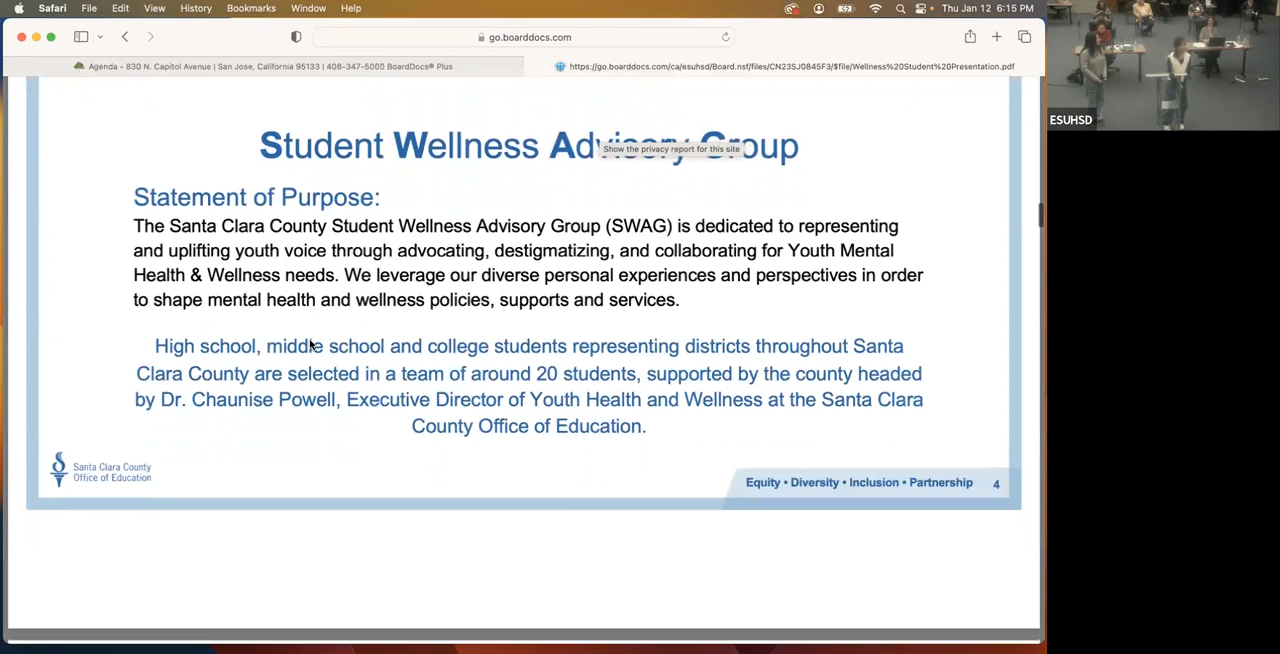 Safari File Edit View History Bookmarks Window Help
Thu Jan 12 6:15 PM
go.boarddocs.com
Agenda - 830 N. Capitol Avenue | San Jose, California 95133 | 408-347-5000 BoardDocs® Plus
https://go.boarddocs.com/ca/esuhsd/Board.nsf/files/CN23SJ0845F3/$file/Wellness%20Student%20Presentation.pdf
ESUHSD
Student Wellness Advisory Group
Show the privacy report for this site
Statement of Purpose:
The Santa Clara County Student Wellness Advisory Group (SWAG) is dedicated to representing
and uplifting youth voice through advocating, destigmatizing, and collaborating for Youth Mental
Health & Wellness needs. We leverage our diverse personal experiences and perspectives in order
to shape mental health and wellness policies, supports and services.
High school, middle school and college students representing districts throughout Santa
Clara County are selected in a team of around 20 students, supported by the county headed
by Dr. Chaunise Powell, Executive Director of Youth Health and Wellness at the Santa Clara
County Office of Education.
Santa Clara County
Office of Education
Equity • Diversity • Inclusion • Partnership 4